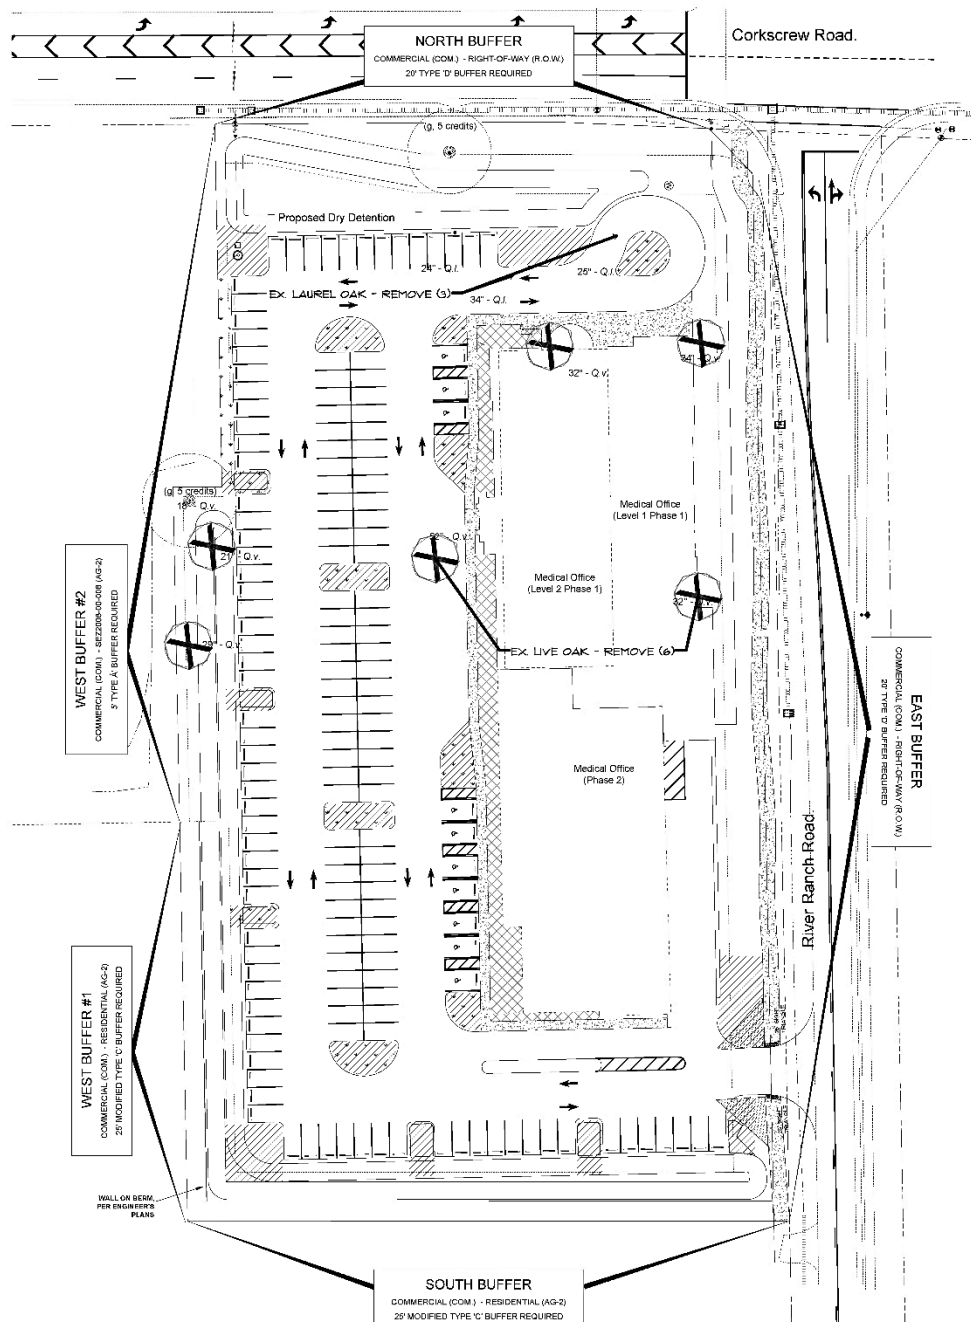 NORTH BUFFER
COMMERCIAL (COM.) - RIGHT-OF-WAY (R.O.W.)
20' TYPE 'D' BUFFER REQUIRED
Corkscrew Road.
(g, 5 credits)
Proposed Dry Detention
24" - Q.l.
25" - Q.l.
EX. LAUREL OAK - REMOVE (3)
34" - Q.l.
32" - Q.v.
34" - Q.v.
(g, 5 credits)
18" Q.v.
Medical Office
(Level 1 Phase 1)
21" Q.v.
Q.v.
Medical Office
(Level 2 Phase 1)
32" - Q.v.
Q.v.
EX. LIVE OAK - REMOVE (6)
WEST BUFFER #2
COMMERCIAL (COM.) - SEZ2008-00-008 (AG-2)
5' TYPE 'A' BUFFER REQUIRED
EAST BUFFER
COMMERCIAL (COM.) - RIGHT-OF-WAY (R.O.W.)
20' TYPE 'D' BUFFER REQUIRED
Medical Office
(Phase 2)
River Ranch Road
WEST BUFFER #1
COMMERCIAL (COM.) - RESIDENTIAL (AG-2)
25' MODIFIED TYPE 'C' BUFFER REQUIRED
WALL ON BERM,
PER ENGINEER'S
PLANS
SOUTH BUFFER
COMMERCIAL (COM.) - RESIDENTIAL (AG-2)
25' MODIFIED TYPE 'C' BUFFER REQUIRED